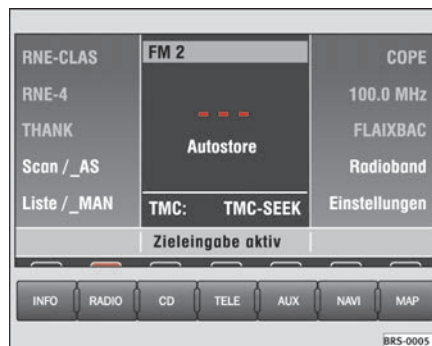 FM 2
RNE-CLAS
COPE
RNE-4
100.0 MHz
THANK
FLAIXBAC
Autostore
Scan /_AS
Radioband
Liste /_MAN
TMC: TMC-SEEK
Einstellungen
Zieleingabe aktiv
INFO RADIO CD TELE AUX NAVI MAP
BRS-0005